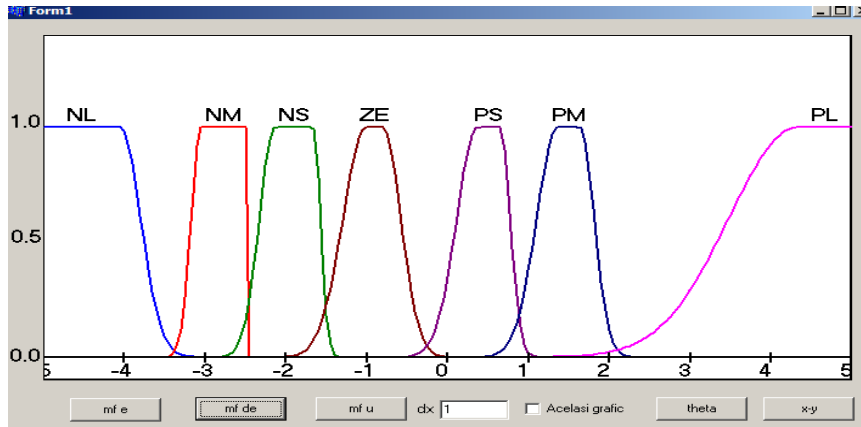 Form1
NL NM NS ZE PS PM PL
1.0
0.5
0.0
5 -4 -3 -2 -1 0 1 2 3 4 5
mf e mf de mf u dx 1 Acelasi grafic theta x-y